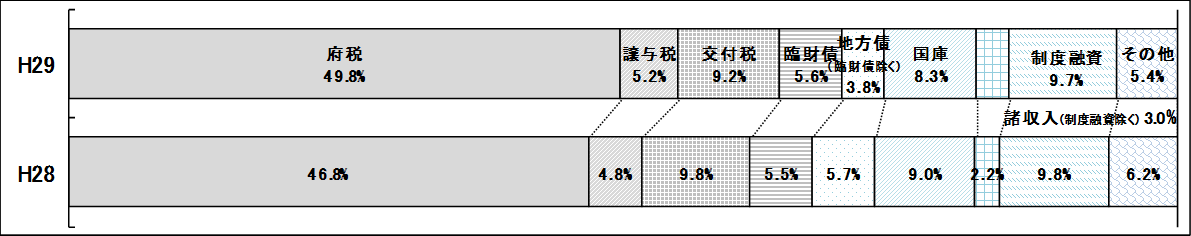 H29
府税
49.8%
譲与税
5.2%
交付税
9.2%
臨財債
5.6%
地方債
(臨財債除く)
3.8%
国庫
8.3%
制度融資
9.7%
その他
5.4%
諸収入(制度融資除く) 3.0%
H28
46.8%
4.8%
9.8%
5.5%
5.7%
9.0%
2.2%
9.8%
6.2%